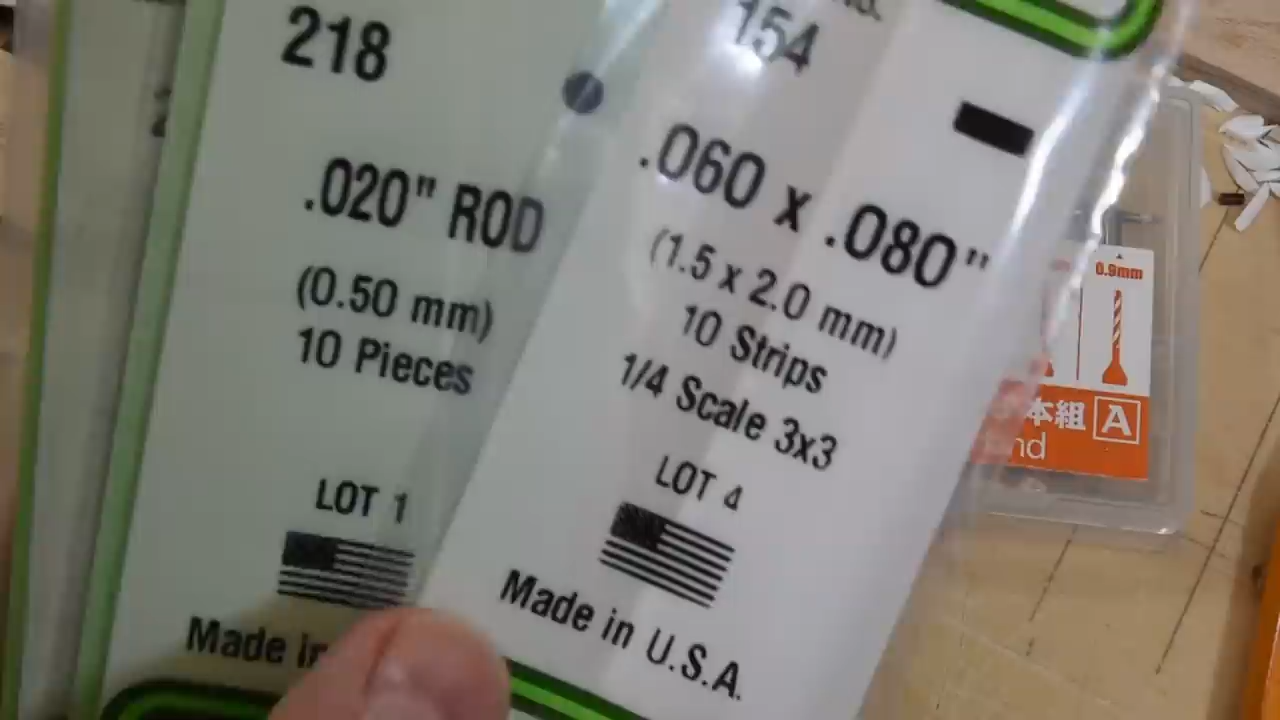 218
.020" ROD
(0.50 mm)
10 Pieces
LOT 1
Made in
154
.060 x .080"
(1.5 x 2.0 mm)
10 Strips
1/4 Scale 3x3
LOT 4
Made in U.S.A.
0.9mm
本組 A
nd